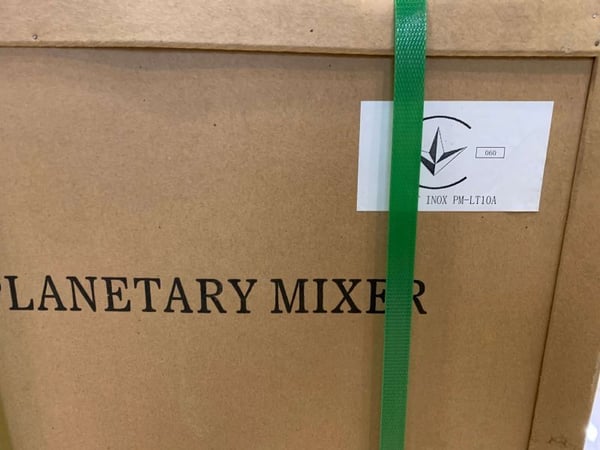 060
INOX PM-LT10A
PLANETARY MIXER